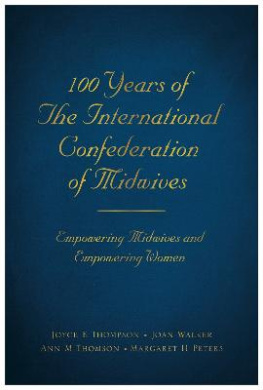 100 Years of
The International
Confederation
of Midwives
Empowering Midwives and
Empowering Women
JOYCE E THOMPSON • JOAN WALKER
ANN M THOMSON • MARGARET H PETERS